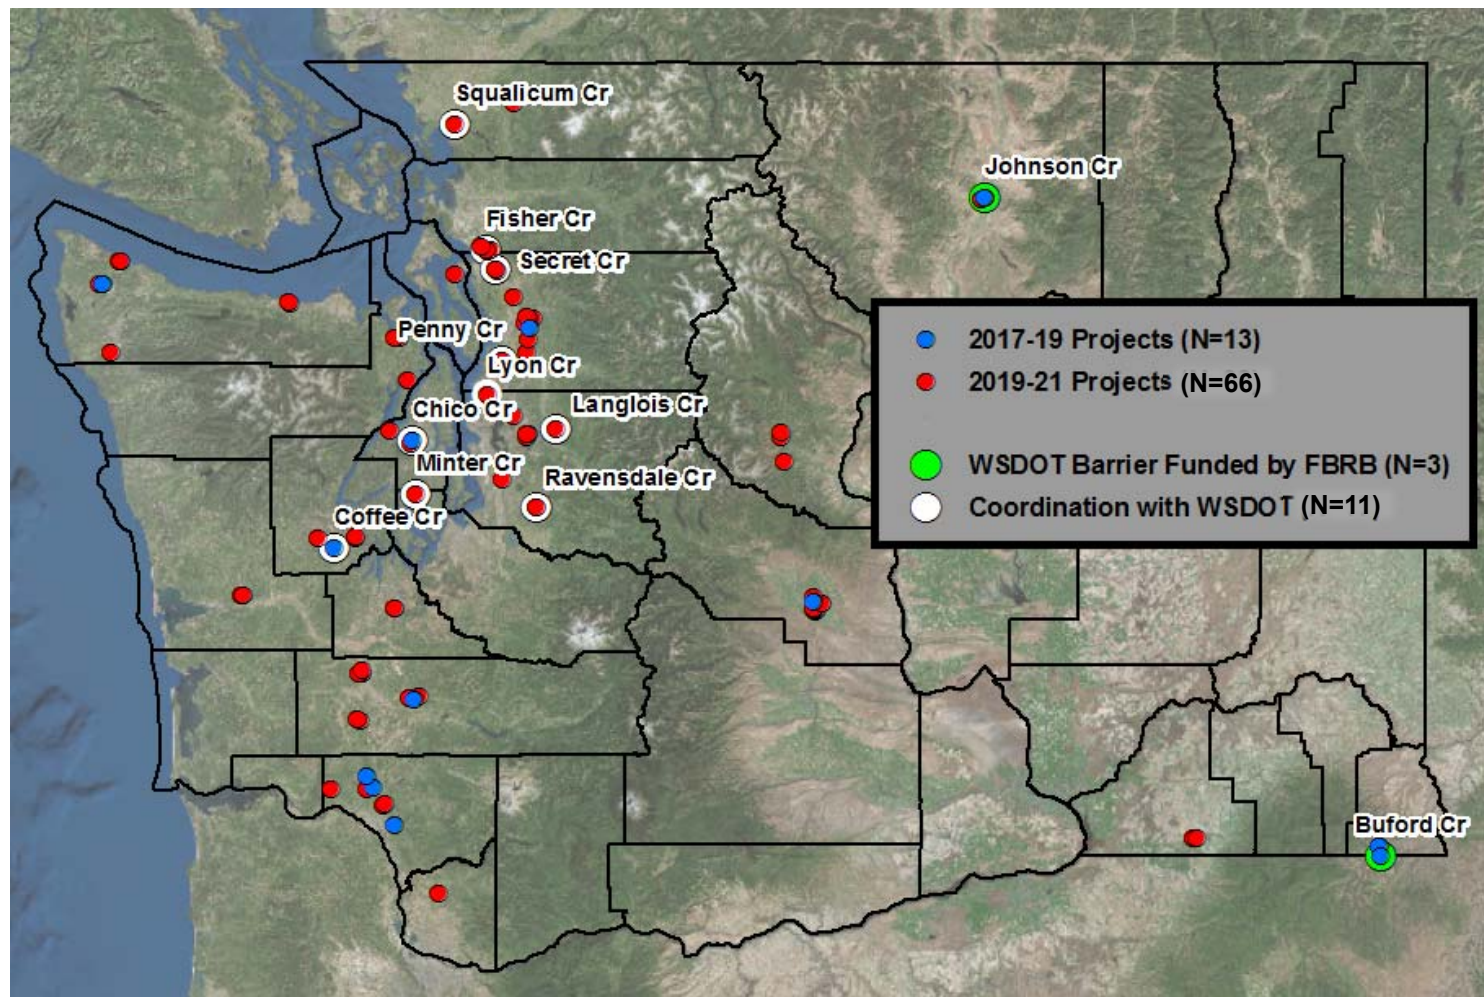 Squalicum Cr
Johnson Cr
Fisher Cr
Secret Cr
Penny Cr
Lyon Cr
Chico Cr
Langlois Cr
Minter Cr
Ravensdale Cr
Coffee Cr
Buford Cr
2017-19 Projects (N=13)
2019-21 Projects (N=66)
WSDOT Barrier Funded by FBRB (N=3)
Coordination with WSDOT (N=11)